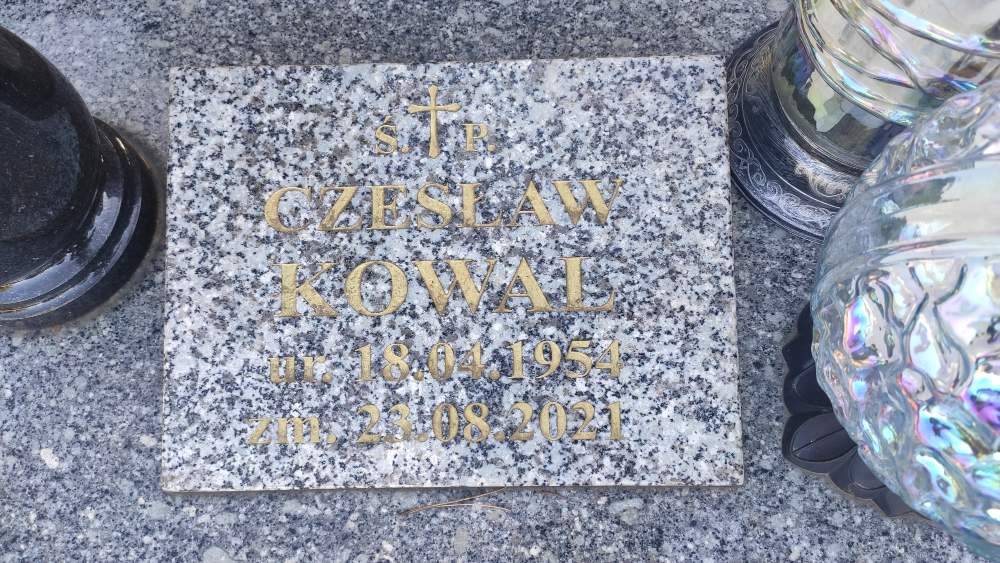 Ś. P.
CZESŁAW
KOWAL
ur. 18.04.1954
zm. 23.08.2021